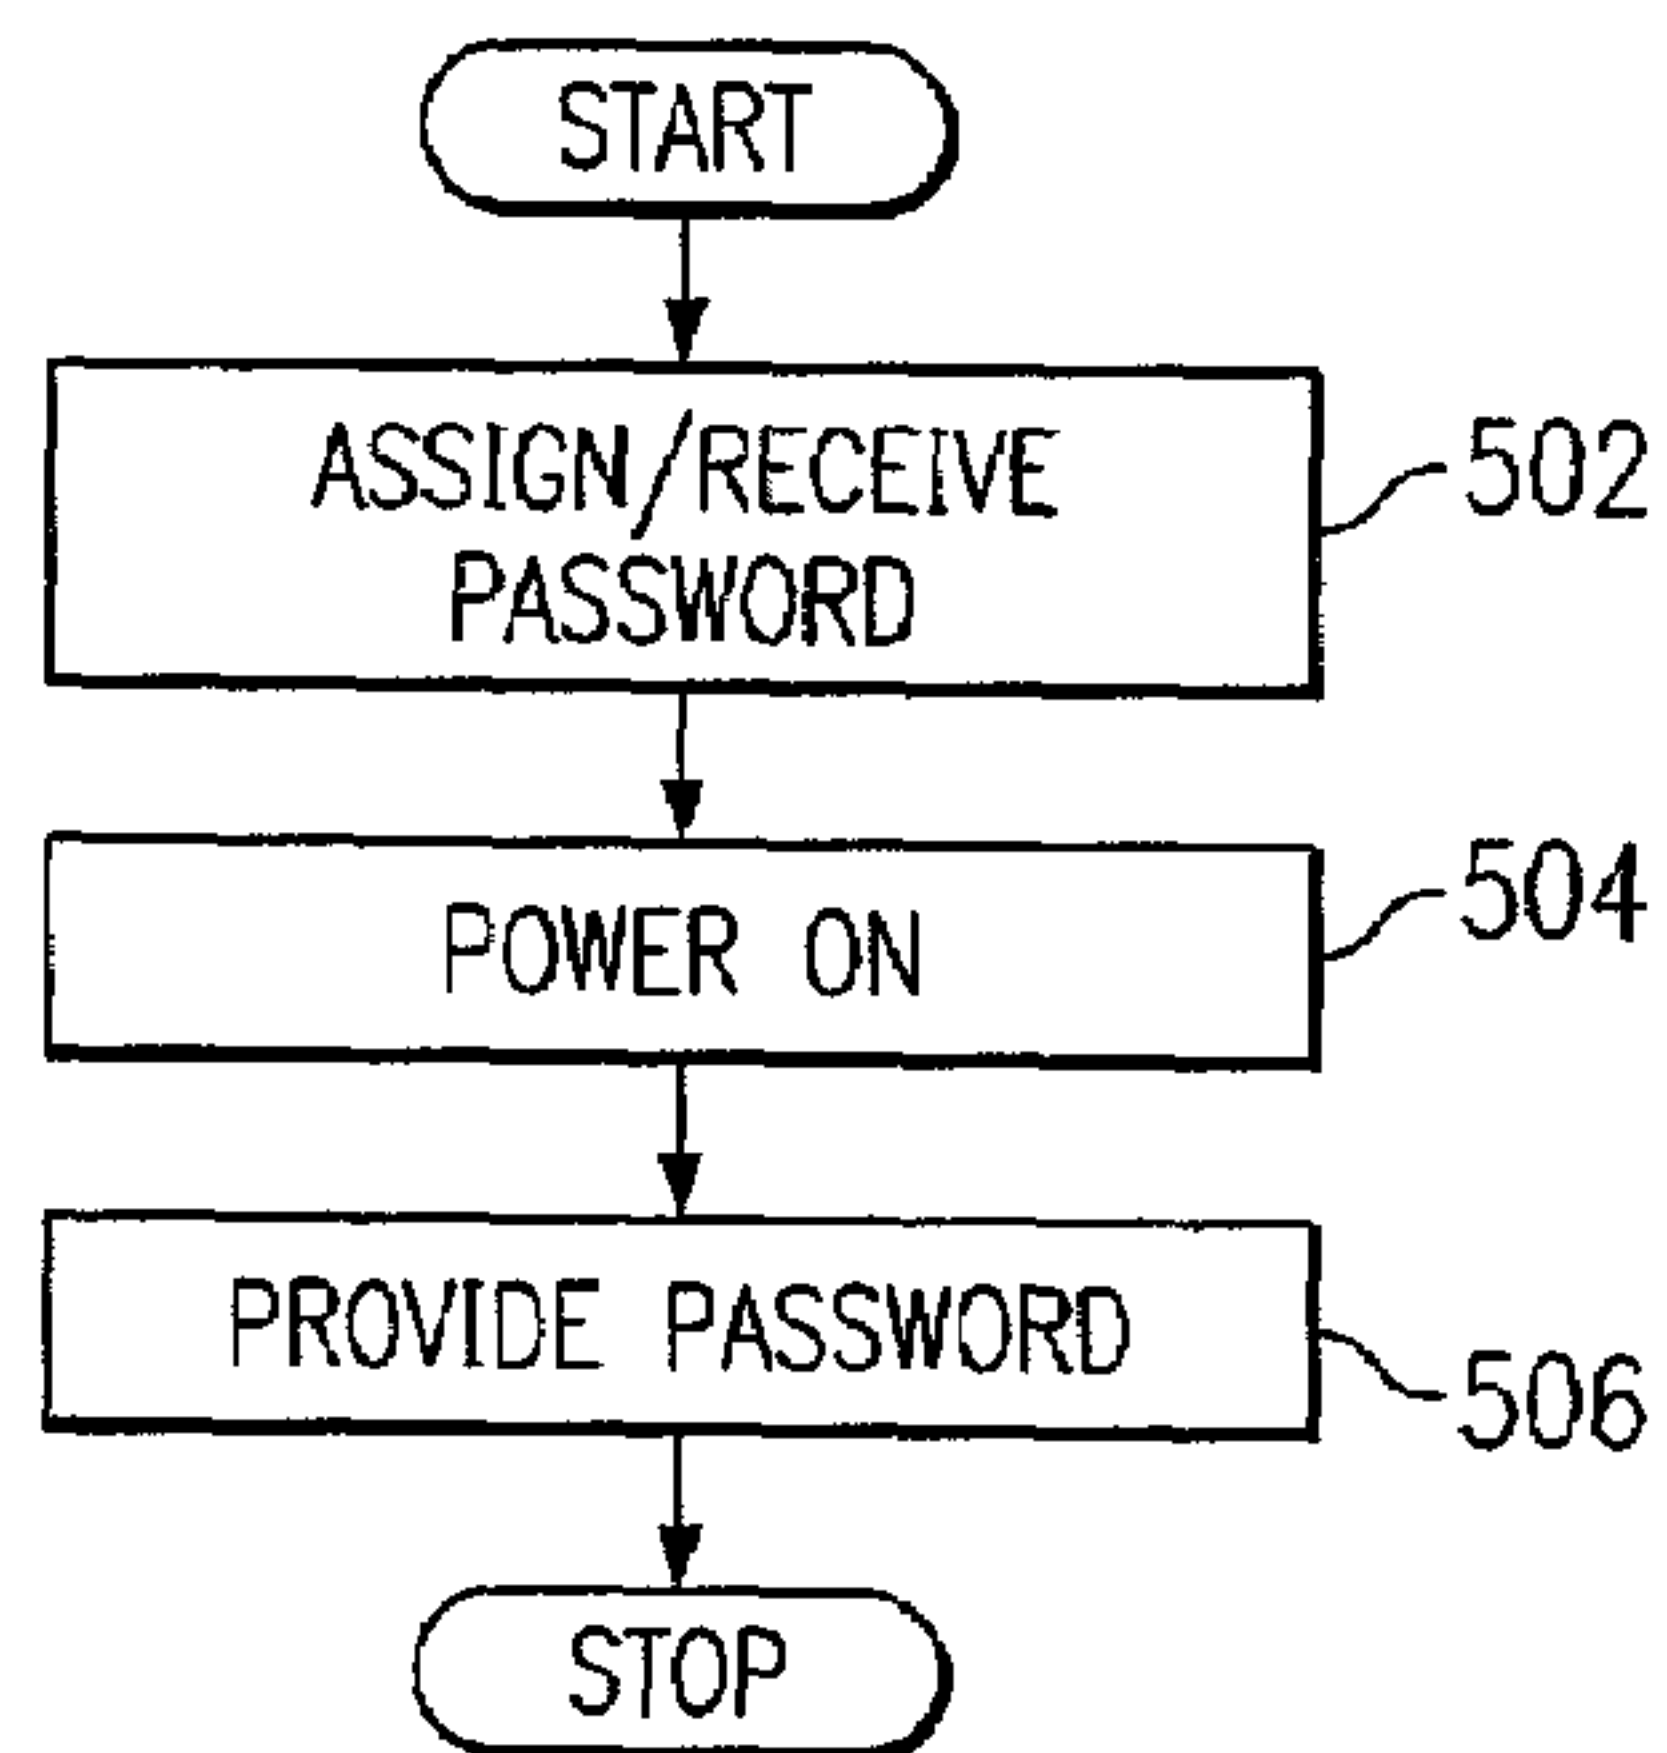 START
ASSIGN/RECEIVE
PASSWORD
502
POWER ON
504
PROVIDE PASSWORD
506
STOP